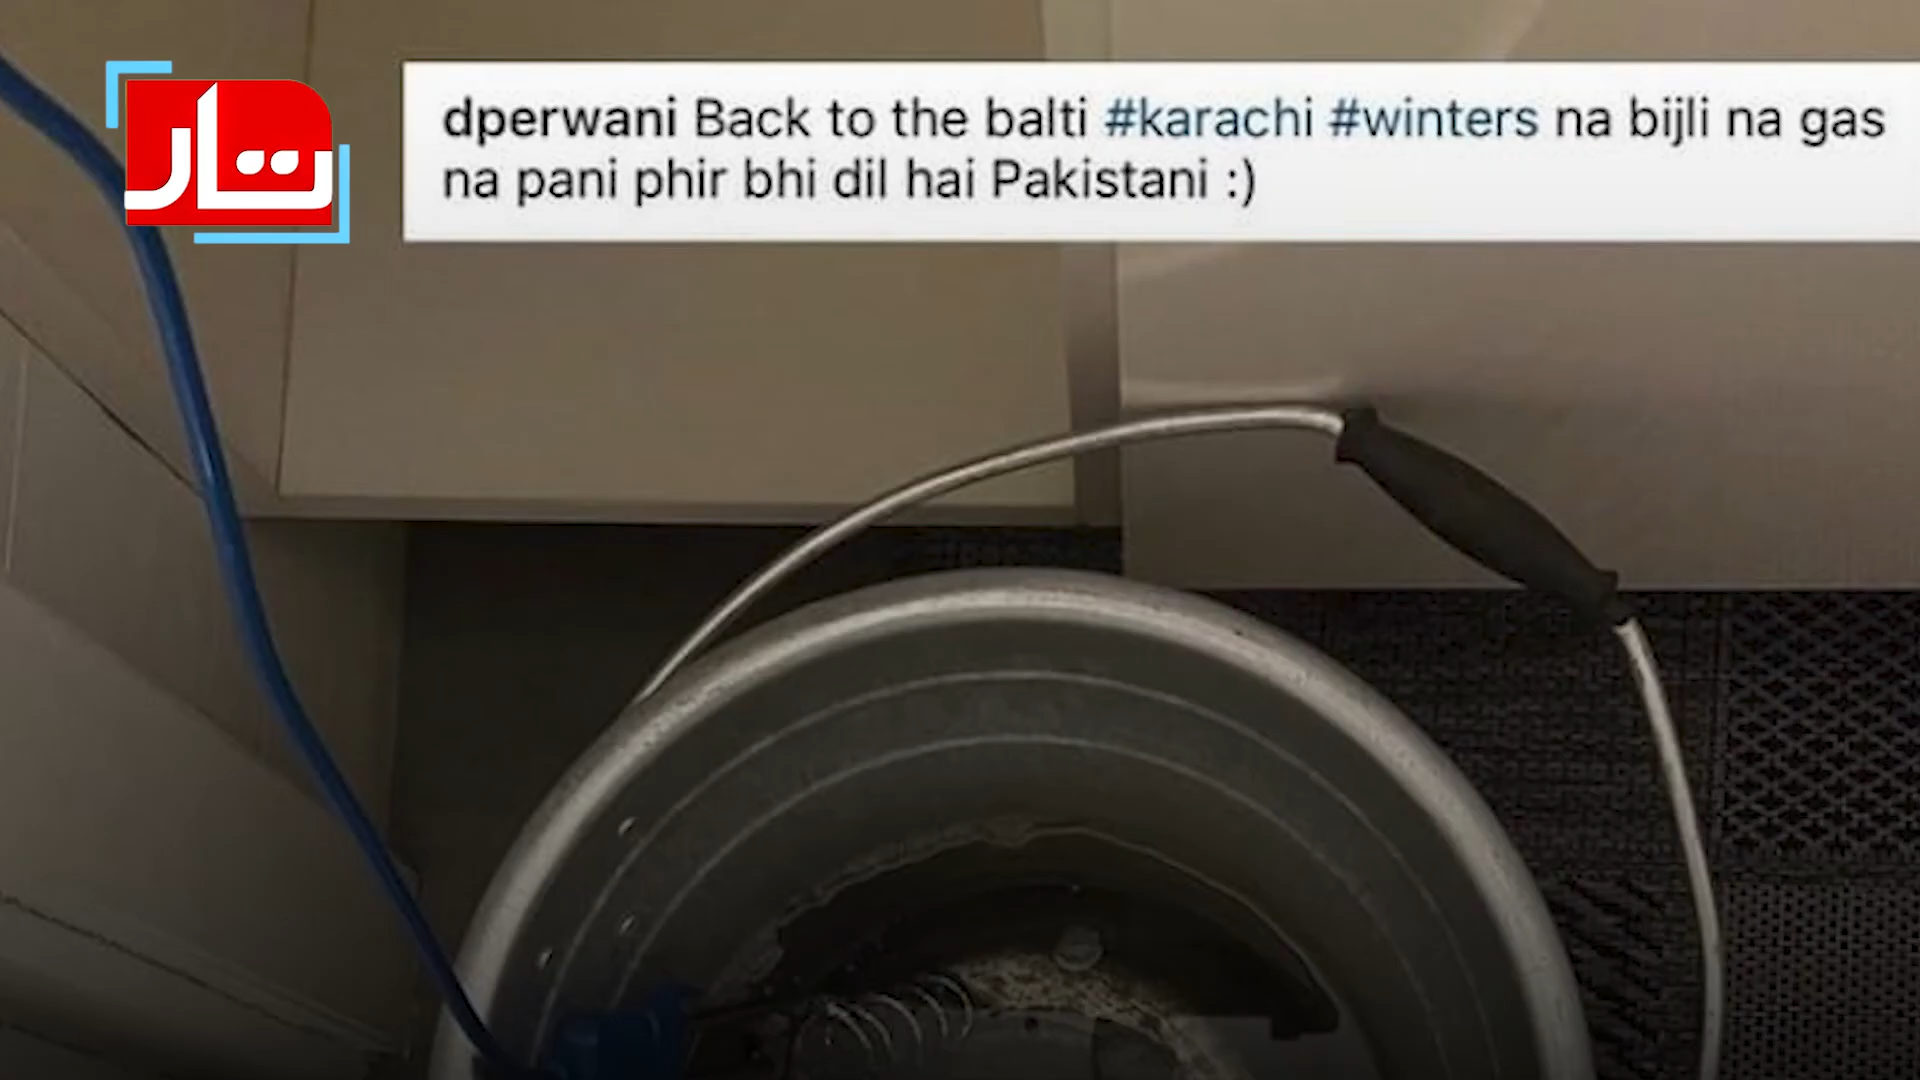 تار
dperwani Back to the balti #karachi #winters na bijli na gas
na pani phir bhi dil hai Pakistani :)